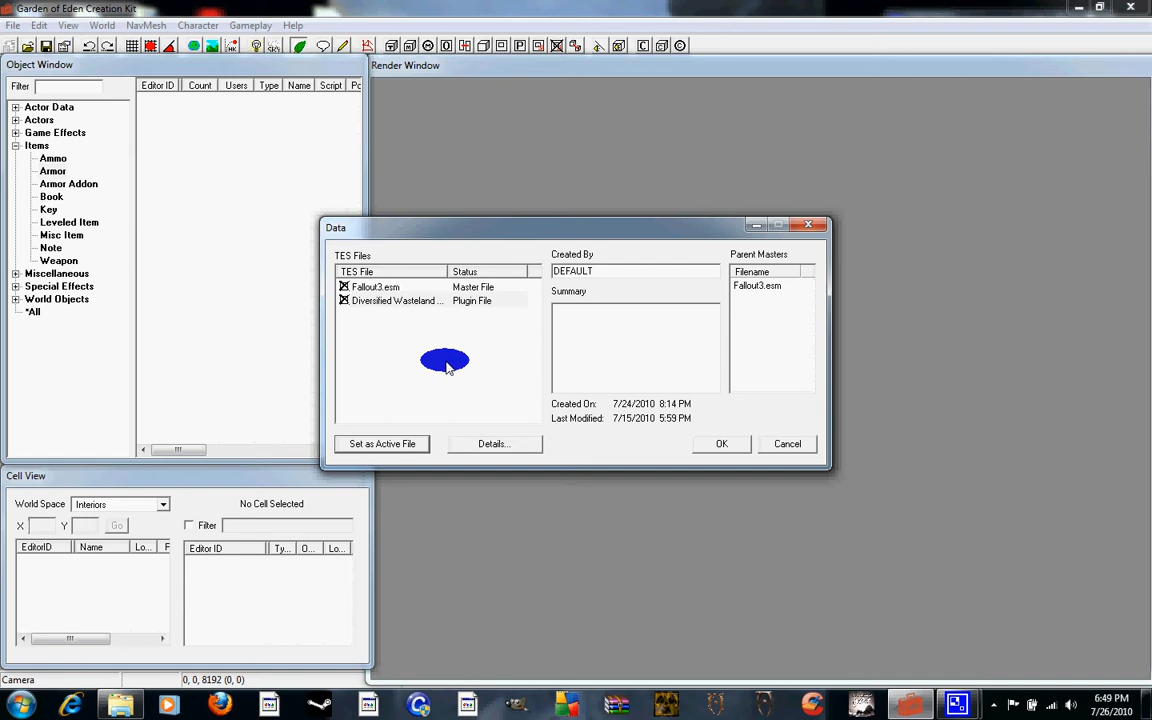 Garden of Eden Creation Kit
File Edit View World NavMesh Character Gameplay Help
Object Window
Render Window
Filter
Editor ID Count Users Type Name Script Pc
Actor Data
Actors
Game Effects
Items
Ammo
Armor
Armor Addon
Book
Key
Leveled Item
Misc Item
Note
Weapon
Miscellaneous
Special Effects
World Objects
*All
Data
TES Files
TES File Status
Fallout3.esm Master File
Diversified Wasteland ... Plugin File
Created By
DEFAULT
Summary
Parent Masters
Filename
Fallout3.esm
Created On: 7/24/2010 8:14 PM
Last Modified: 7/15/2010 5:59 PM
Set as Active File
Details...
OK
Cancel
Cell View
World Space Interiors
No Cell Selected
X Y Go
Filter
EditorID Name Lo... F
Editor ID Ty... O... Lo...
Camera 0, 0, 8192 (0, 0)
6:49 PM
7/26/2010